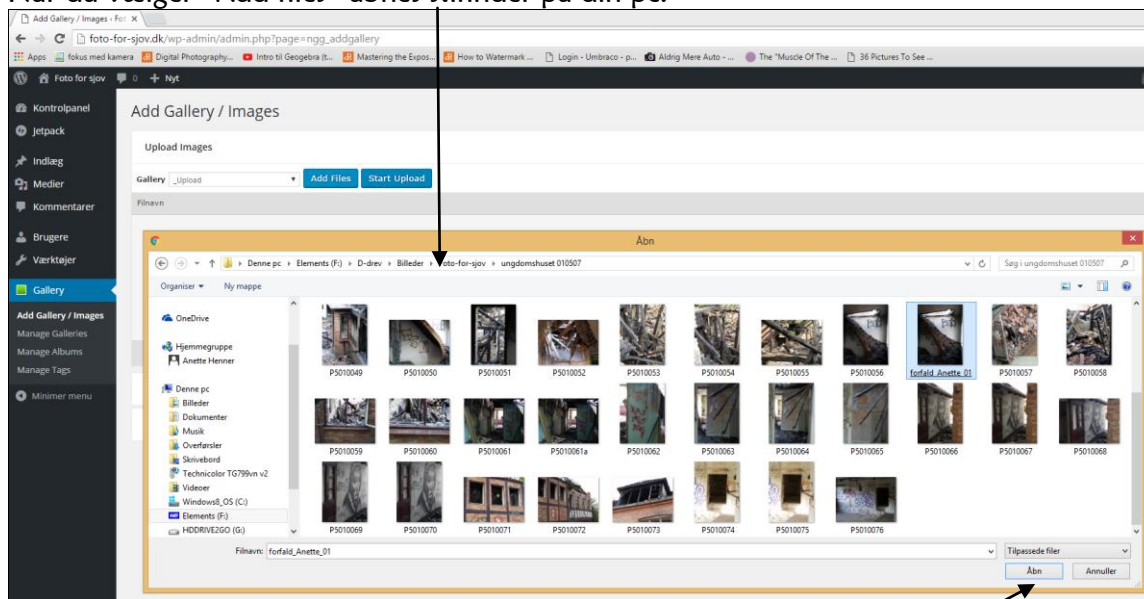 Når du vælger "Add files" åbnes stifinder på din pc.
Add Gallery / Images ‹ Fot
foto-for-sjov.dk/wp-admin/admin.php?page=ngg_addgallery
Apps fokus med kamera Digital Photography... Intro til Geogebra (t... Mastering the Expos... How to Watermark ... Login - Umbraco - p... Aldrig Mere Auto - ... The "Muscle Of The ... 36 Pictures To See ...
Foto for sjov 0 + Nyt
Kontrolpanel
Jetpack
Indlæg
Medier
Kommentarer
Brugere
Værktøjer
Gallery
Add Gallery / Images
Manage Galleries
Manage Albums
Manage Tags
Minimer menu
Add Gallery / Images
Upload Images
Gallery _Upload Add Files Start Upload
Filnavn
Åbn
Denne pc Elements (F:) D-drev Billeder foto-for-sjov ungdomshuset 010507 Søg i ungdomshuset 010507
Organiser Ny mappe
OneDrive
Hjemmegruppe
Anette Henner
Denne pc
Billeder
Dokumenter
Musik
Overførsler
Skrivebord
Technicolor TG799vn v2
Videoer
Windows8_OS (C:)
Elements (F:)
HDDRIVE2GO (G:)
P5010049 P5010050 P5010051 P5010052 P5010053 P5010054 P5010055 P5010056 forfald_Anette_01 P5010057 P5010058
P5010059 P5010060 P5010061 P5010061a P5010062 P5010063 P5010064 P5010065 P5010066 P5010067 P5010068
P5010069 P5010070 P5010071 P5010072 P5010073 P5010074 P5010075 P5010076
Filnavn: forfald_Anette_01 Tilpassede filer
Åbn Annuller